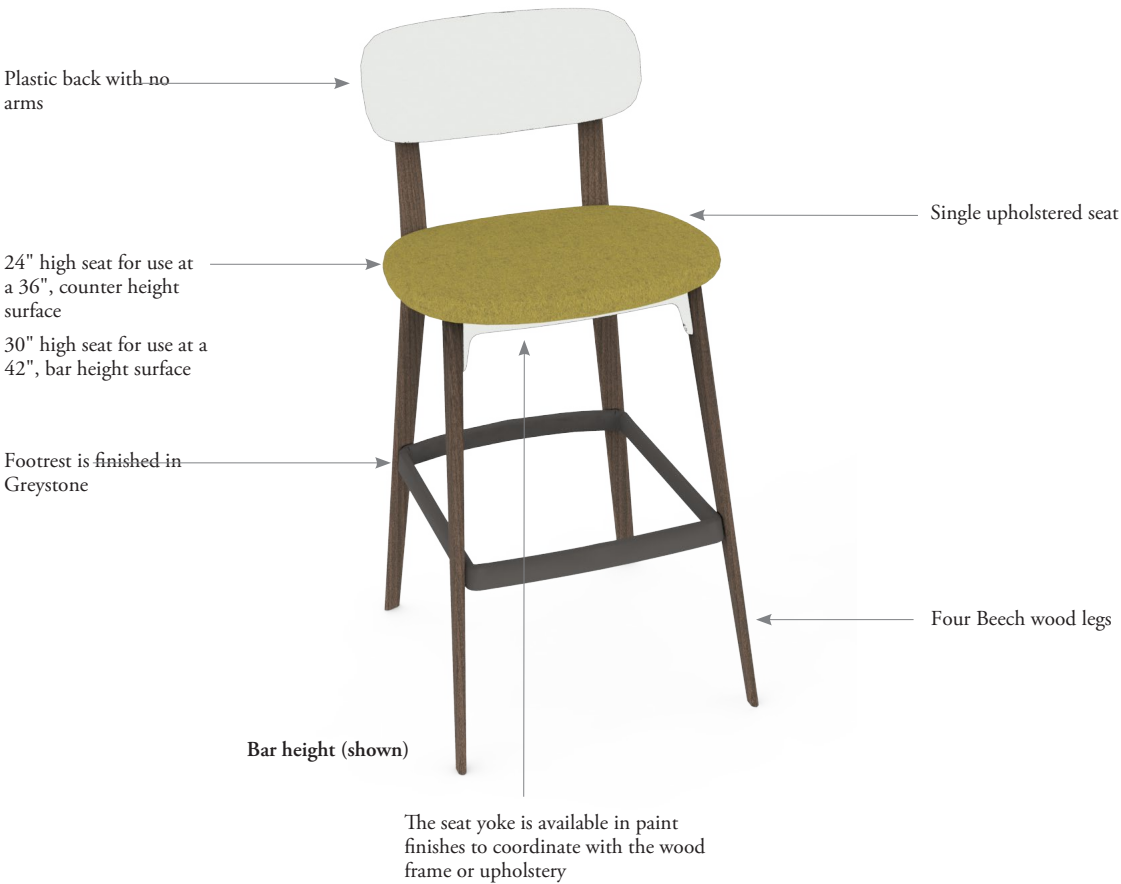 Plastic back with no
arms
Single upholstered seat
24" high seat for use at
a 36", counter height
surface
30" high seat for use at a
42", bar height surface
Footrest is finished in
Greystone
Four Beech wood legs
Bar height (shown)
The seat yoke is available in paint
finishes to coordinate with the wood
frame or upholstery